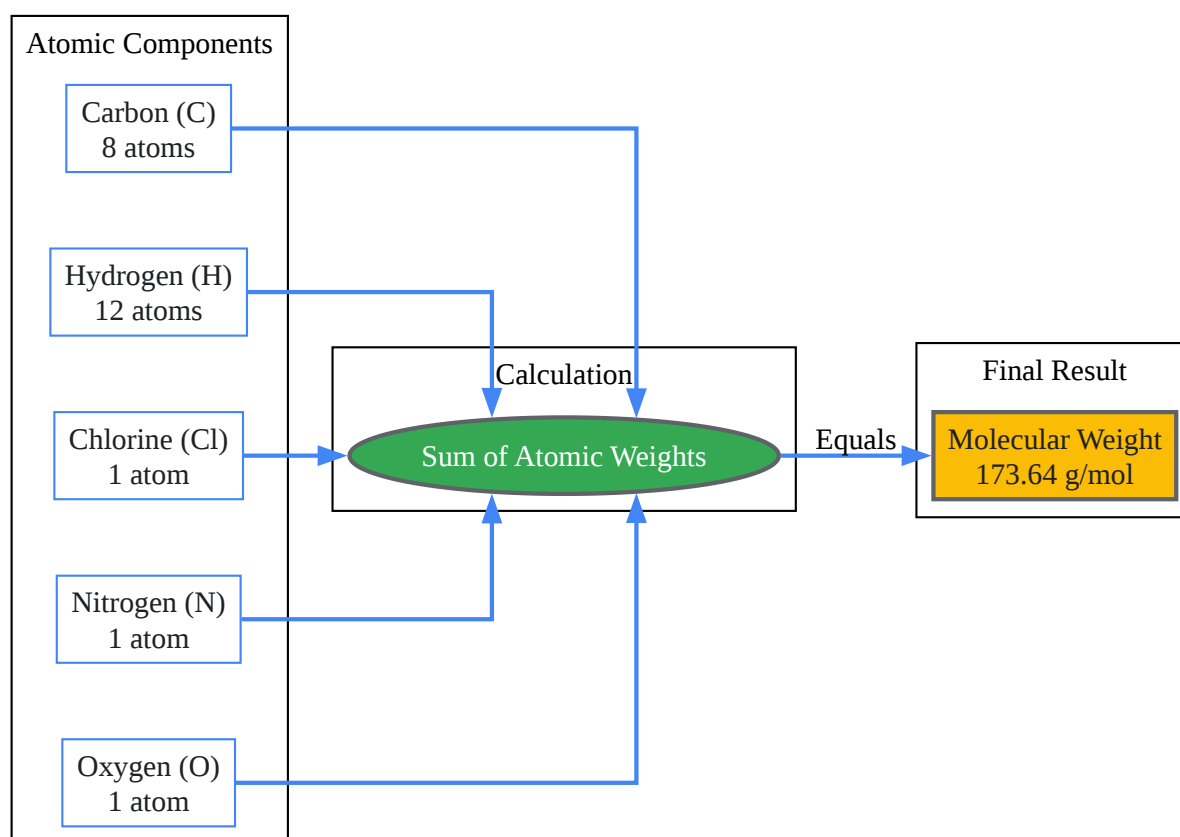 Atomic Components
Carbon (C)
8 atoms
Hydrogen (H)
12 atoms
Chlorine (Cl)
1 atom
Nitrogen (N)
1 atom
Oxygen (O)
1 atom
Calculation
Sum of Atomic Weights
Equals
Final Result
Molecular Weight
173.64 g/mol